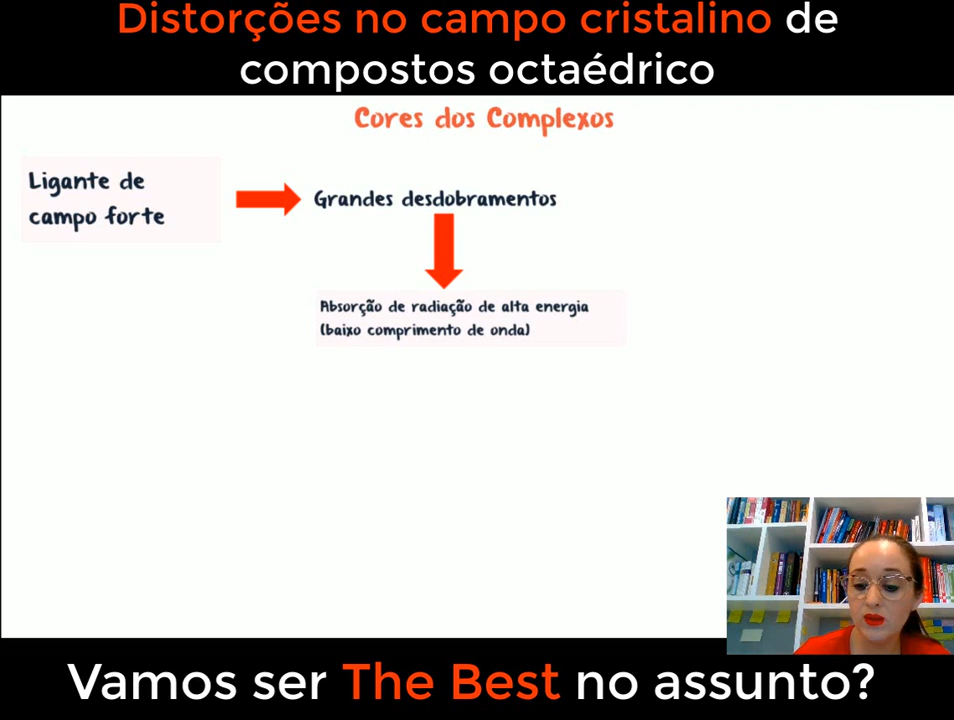 Distorções no campo cristalino de
compostos octaédrico
Cores dos Complexos
Ligante de
campo forte
Grandes desdobramentos
Absorção de radiação de alta energia
(baixo comprimento de onda)
Vamos ser The Best no assunto?